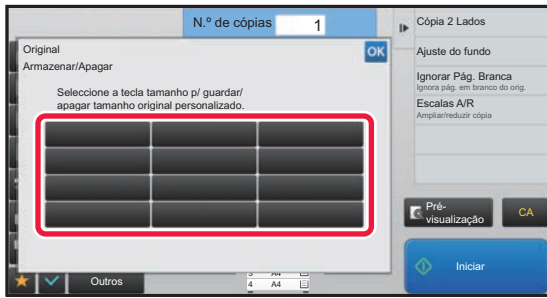 N.º de cópias
1
Original
OK
Armazenar/Apagar
Seleccione a tecla tamanho p/ guardar/
apagar tamanho original personalizado.
Outros
A4
4 A4
Cópia 2 Lados
Ajuste do fundo
Ignorar Pág. Branca
Ignora pág. em branco do orig.
Escalas A/R
Ampliar/reduzir cópia
Pré-
visualização
CA
Iniciar